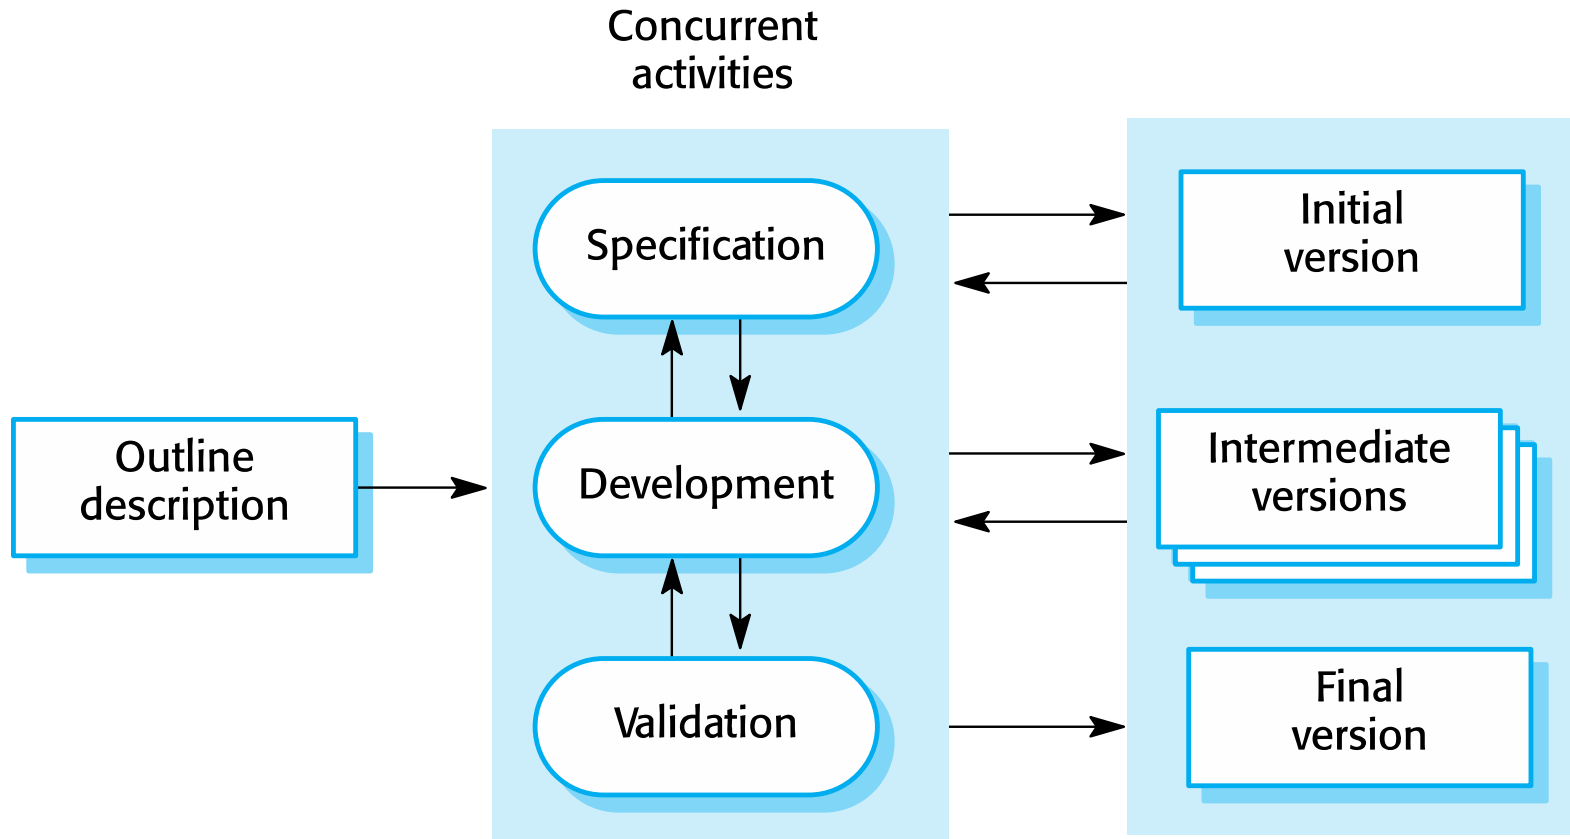 Concurrent
activities
Specification
Initial
version
Outline
description
Development
Intermediate
versions
Validation
Final
version